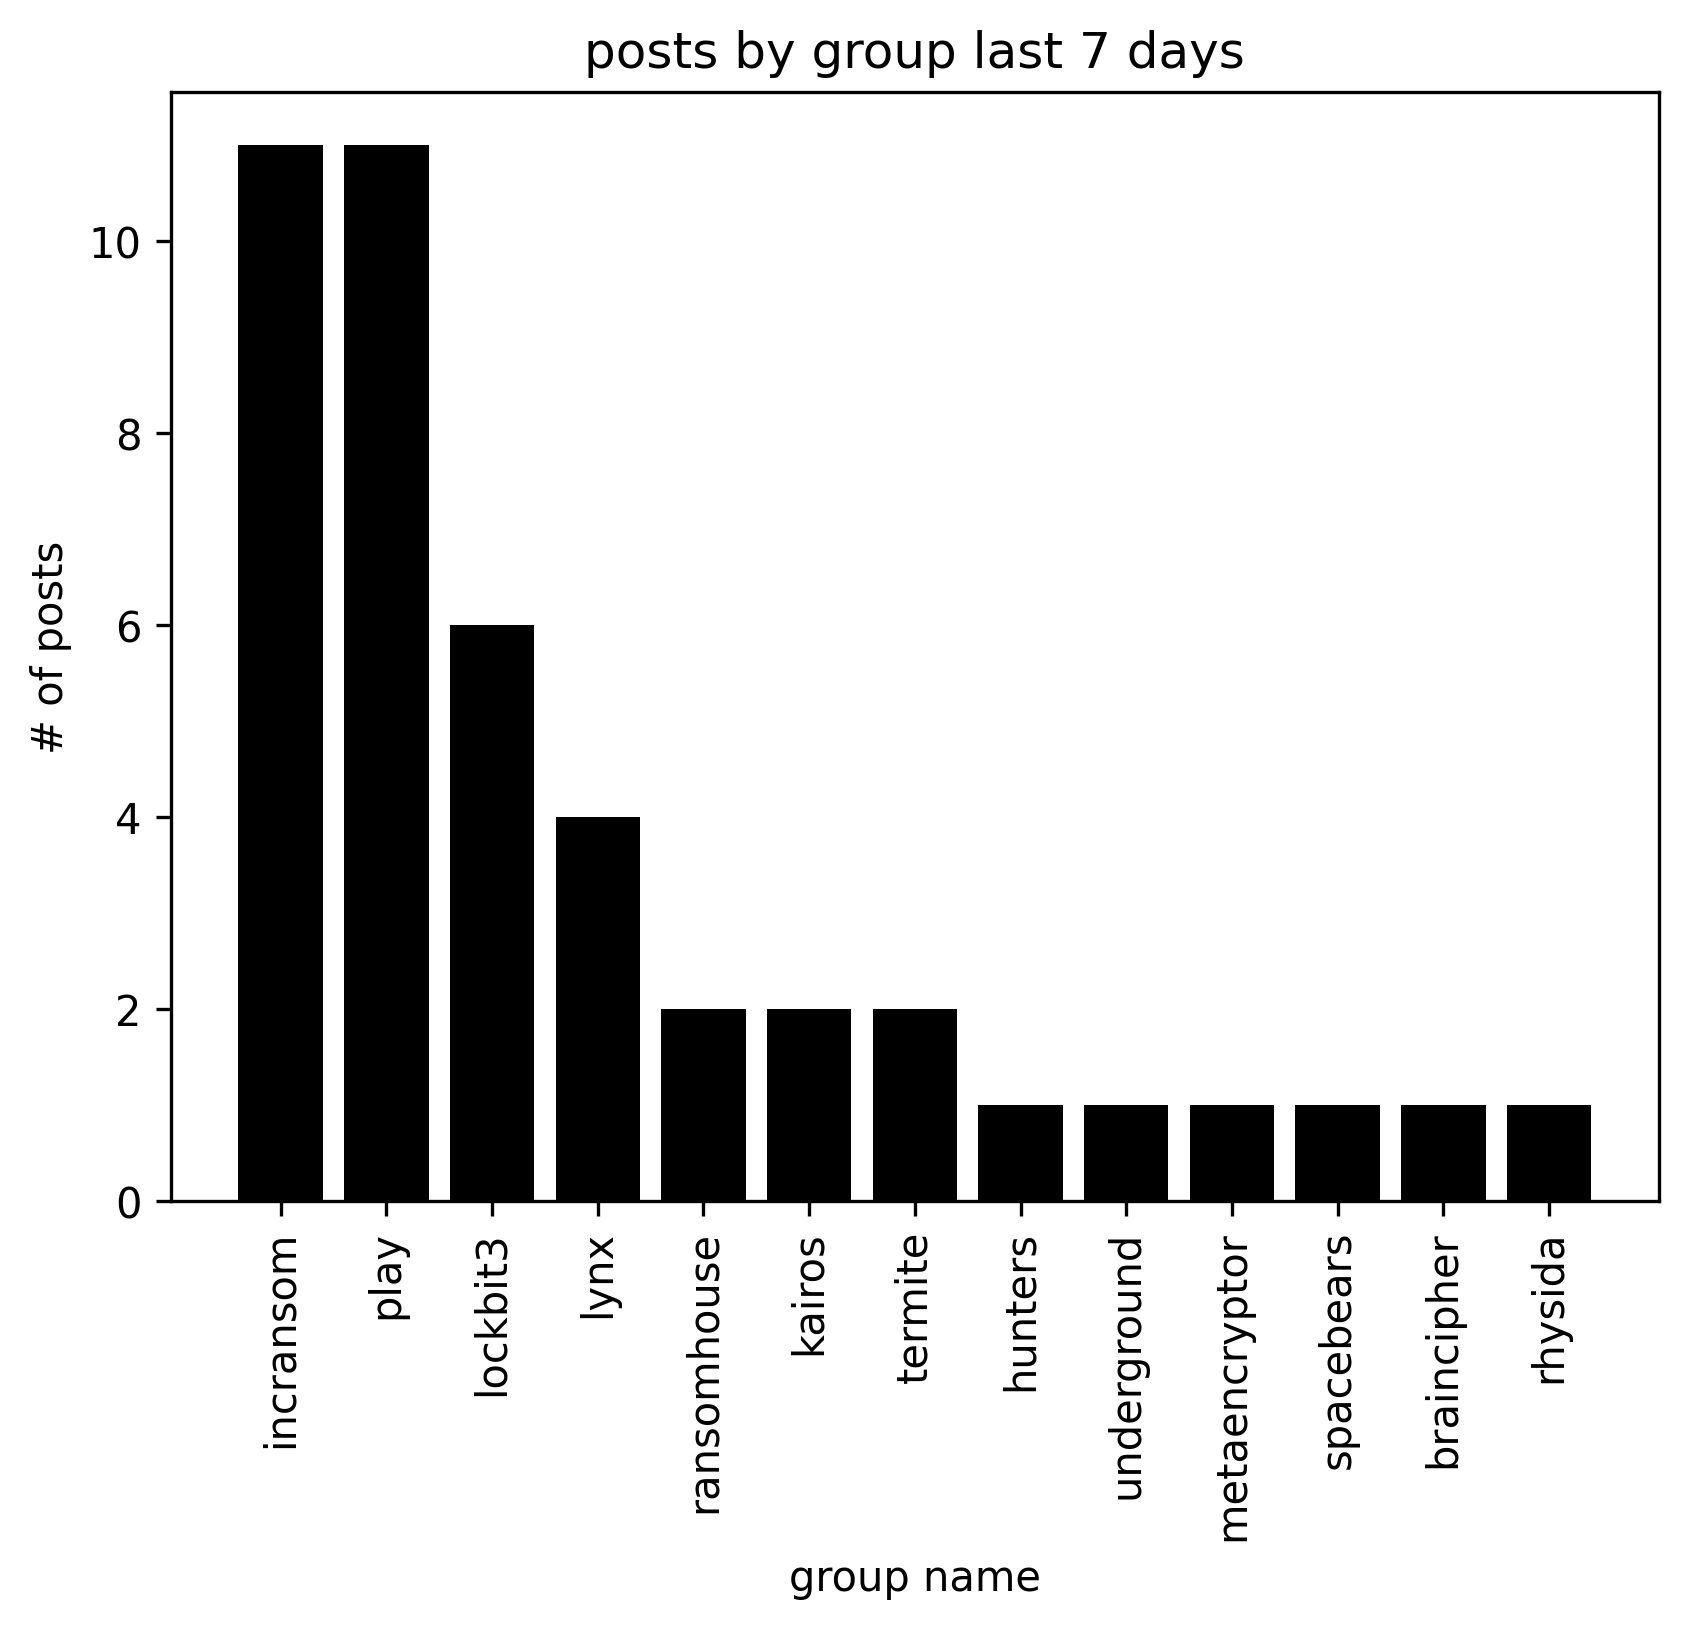 posts by group last 7 days
# of posts
10
8
6
4
2
0
incransom
play
lockbit3
lynx
ransomhouse
kairos
termite
hunters
underground
metaencryptor
spacebears
braincipher
rhysida
group name